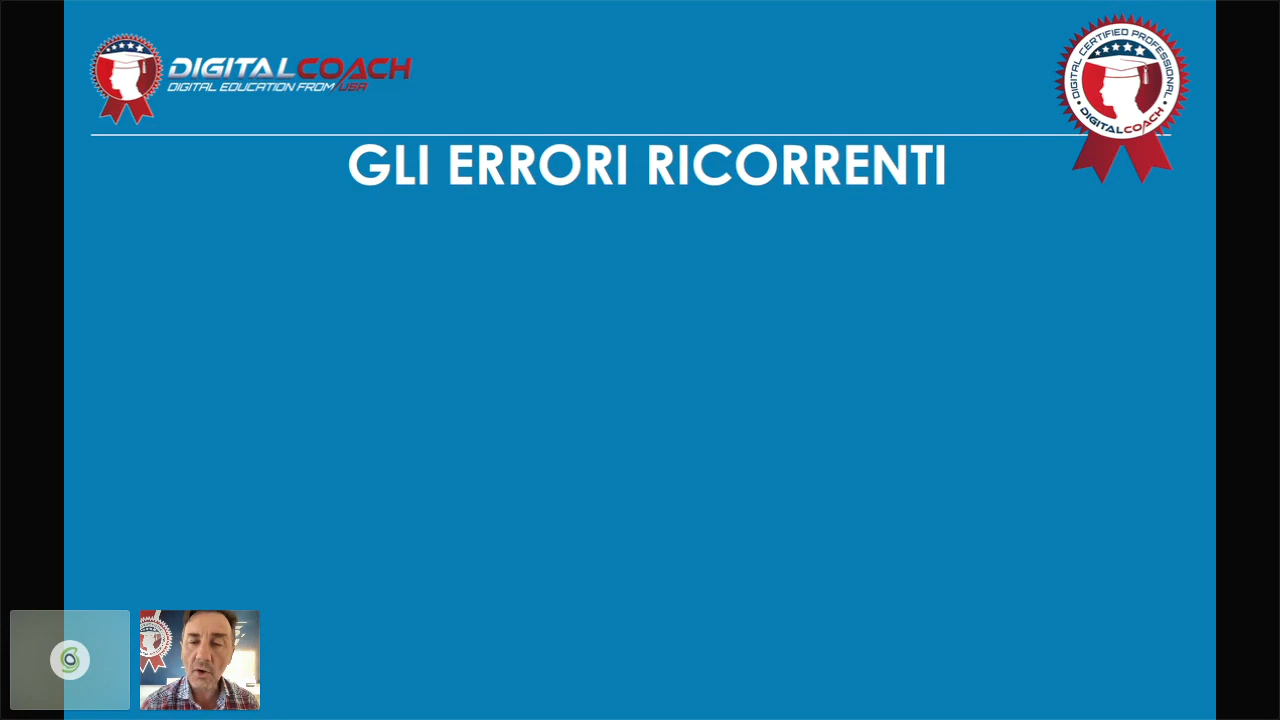 DIGITALCOACH
DIGITAL EDUCATION FROM USA
DIGITAL CERTIFIED PROFESSIONAL
DIGITALCOACH
GLI ERRORI RICORRENTI